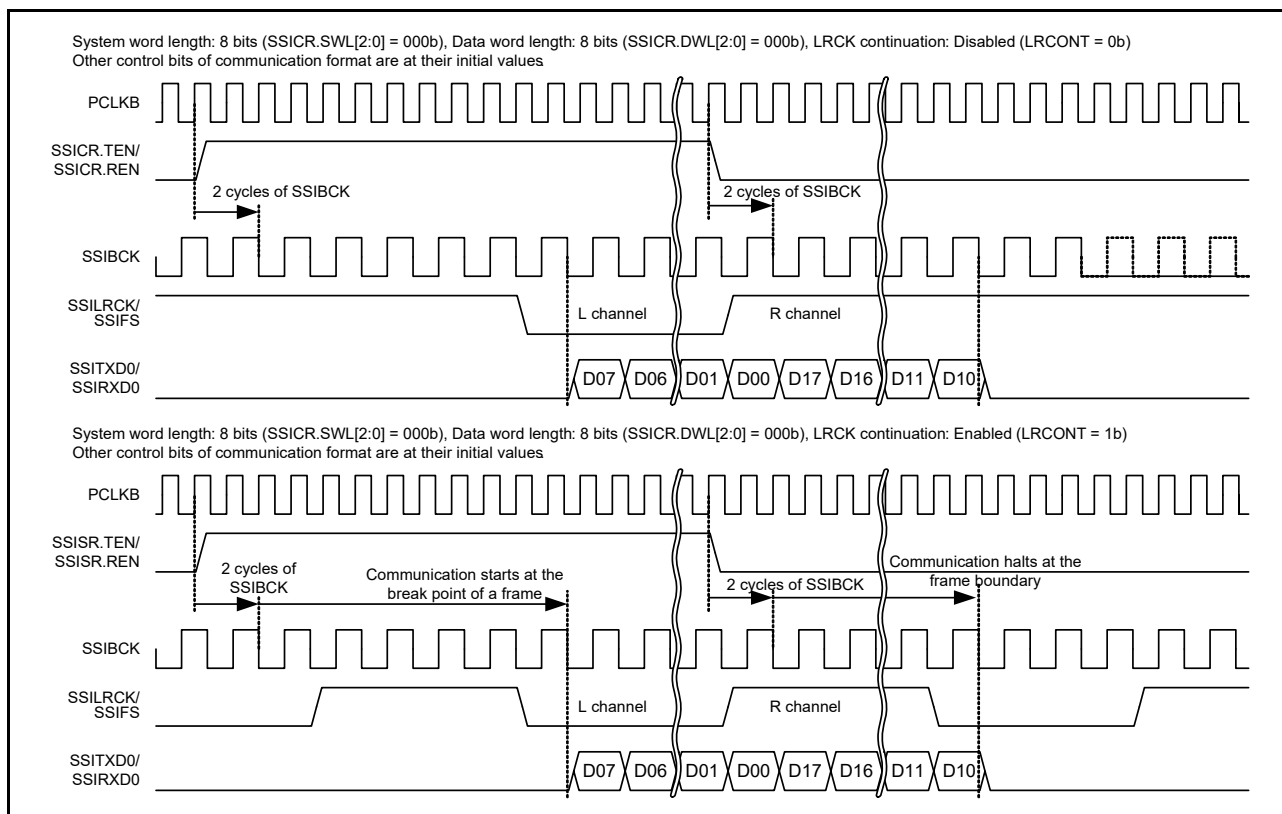 System word length: 8 bits (SSICR.SWL[2:0] = 000b), Data word length: 8 bits (SSICR.DWL[2:0] = 000b), LRCK continuation: Disabled (LRCONT = 0b)
Other control bits of communication format are at their initial values.
PCLKB
SSICR.TEN/
SSICR.REN
2 cycles of SSIBCK
2 cycles of SSIBCK
SSIBCK
SSILRCK/
SSIFS
L channel
R channel
SSITXD0/
SSIRXD0
D07 D06 D01 D00 D17 D16 D11 D10
System word length: 8 bits (SSICR.SWL[2:0] = 000b), Data word length: 8 bits (SSICR.DWL[2:0] = 000b), LRCK continuation: Enabled (LRCONT = 1b)
Other control bits of communication format are at their initial values.
PCLKB
SSISR.TEN/
SSISR.REN
2 cycles of
SSIBCK
Communication starts at the
break point of a frame
2 cycles of SSIBCK
Communication halts at the
frame boundary
SSIBCK
SSILRCK/
SSIFS
L channel
R channel
SSITXD0/
SSIRXD0
D07 D06 D01 D00 D17 D16 D11 D10